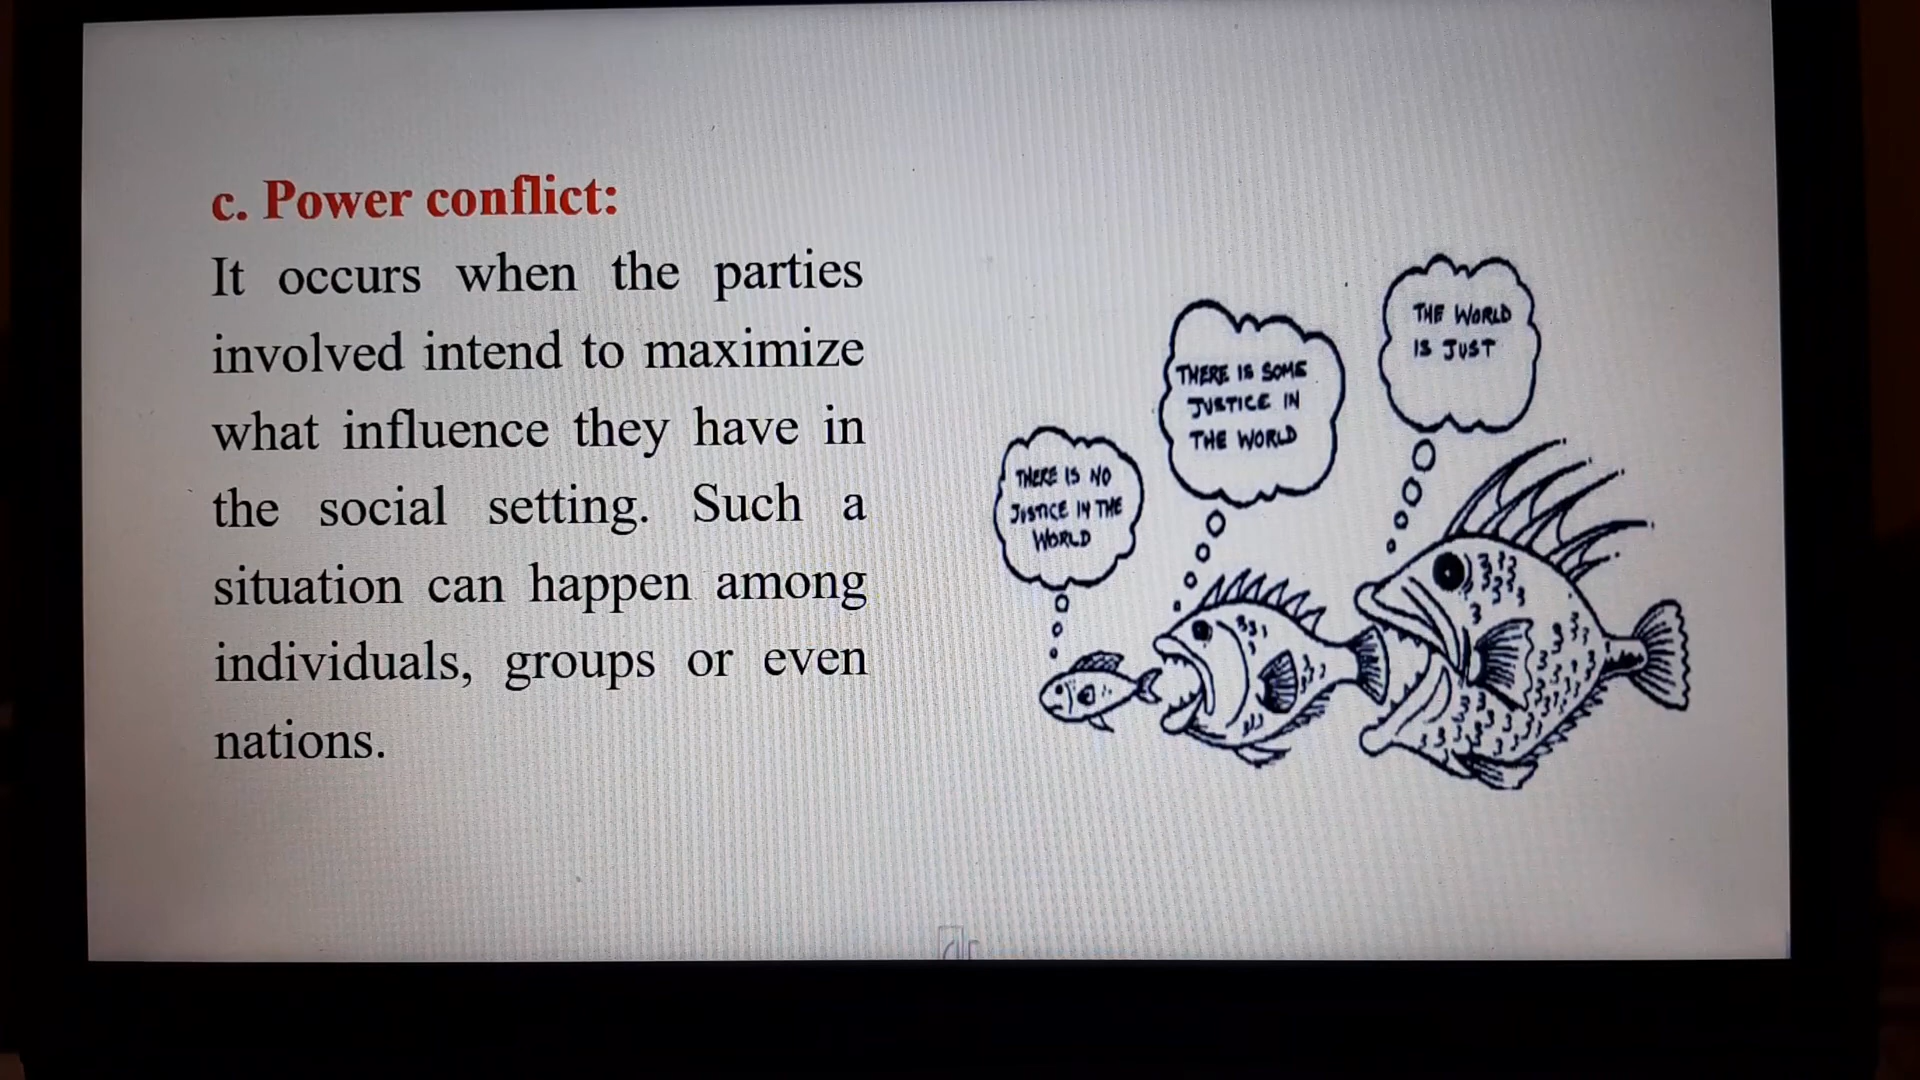 c. Power conflict:
It occurs when the parties
involved intend to maximize
what influence they have in
the social setting. Such a
situation can happen among
individuals, groups or even
nations.
THERE IS NO
JUSTICE IN THE
WORLD
THERE IS SOME
JUSTICE IN
THE WORLD
THE WORLD
IS JUST